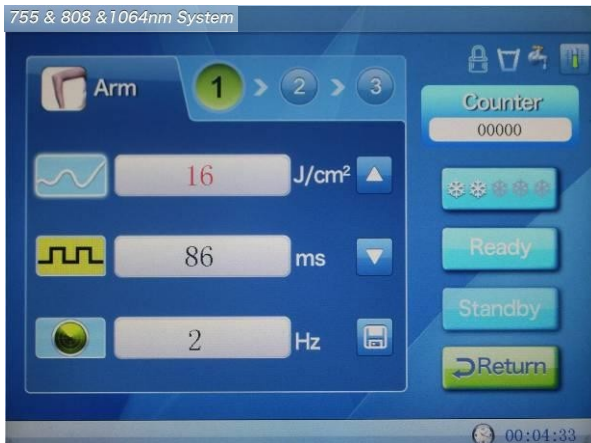 755 & 808 &1064nm System
Arm
1 > 2 > 3
Counter
00000
16 J/cm²
86 ms
Ready
2 Hz
Standby
Return
00:04:33